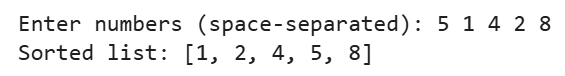 Enter numbers (space-separated): 5 1 4 2 8
Sorted list: [1, 2, 4, 5, 8]